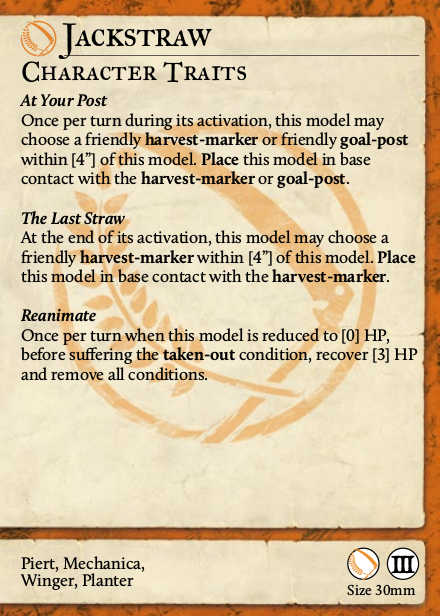 Jackstraw
Character Traits
At Your Post
Once per turn during its activation, this model may
choose a friendly harvest-marker or friendly goal-post
within [4”] of this model. Place this model in base
contact with the harvest-marker or goal-post.
The Last Straw
At the end of its activation, this model may choose a
friendly harvest-marker within [4”] of this model. Place
this model in base contact with the harvest-marker.
Reanimate
Once per turn when this model is reduced to [0] HP,
before suffering the taken-out condition, recover [3] HP
and remove all conditions.
Piert, Mechanica,
Winger, Planter
III
Size 30mm